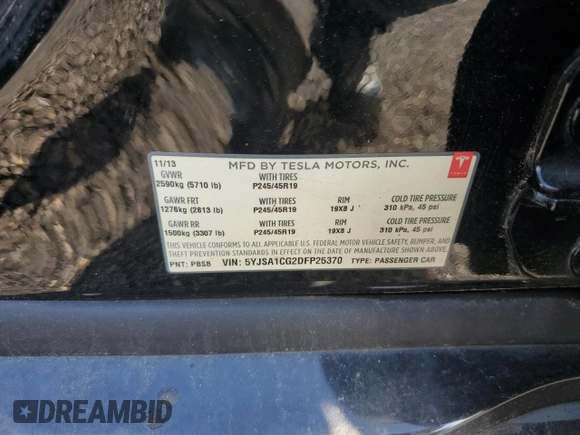 11/13 MFD BY TESLA MOTORS, INC.
GVWR WITH TIRES
2590kg (5710 lb) P245/45R19
GAWR FRT WITH TIRES RIM COLD TIRE PRESSURE
1276kg (2813 lb) P245/45R19 19X8 J 310 kPa, 45 psi
GAWR RR WITH TIRES RIM COLD TIRE PRESSURE
1500kg (3307 lb) P245/45R19 19X8 J 310 kPa, 45 psi
THIS VEHICLE CONFORMS TO ALL APPLICABLE U.S. FEDERAL MOTOR VEHICLE SAFETY, BUMPER, AND
THEFT PREVENTION STANDARDS IN EFFECT ON THE DATE OF MANUFACTURE SHOWN ABOVE.
PNT: PBSB VIN: 5YJSA1CG2DFP25370 TYPE: PASSENGER CAR
TESLA
DREAMBID